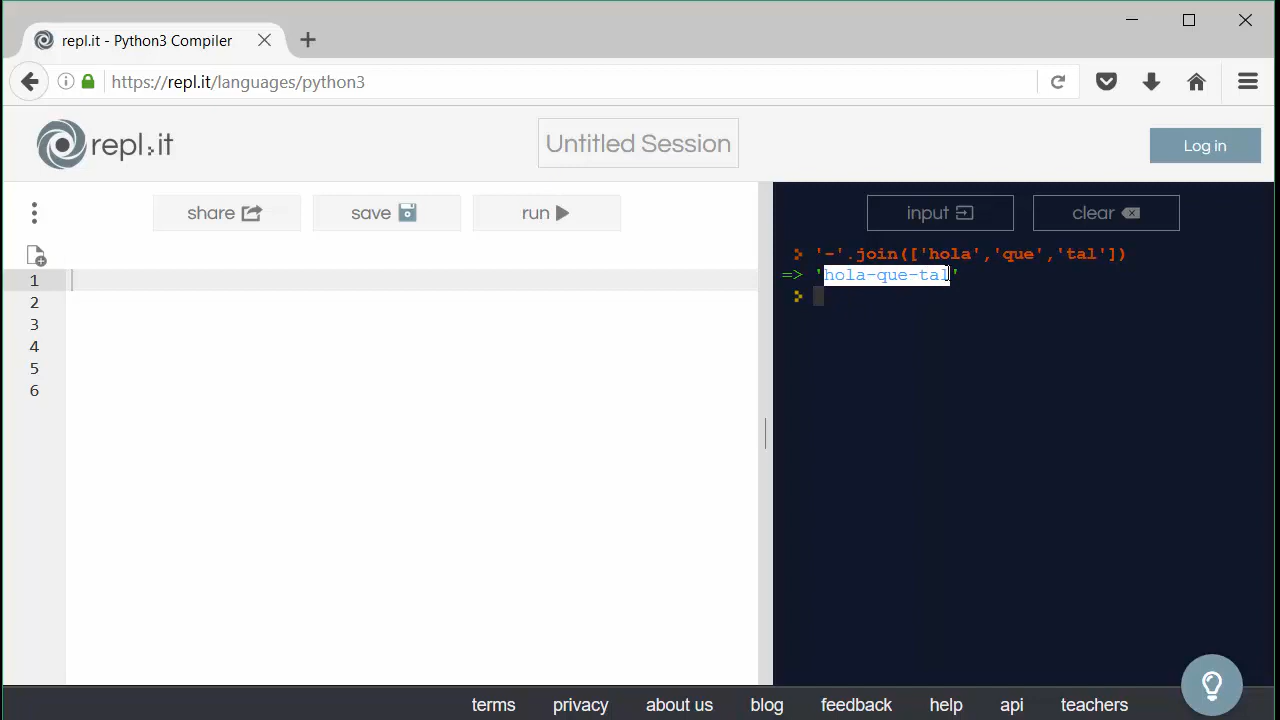 repl.it - Python3 Compiler
https://repl.it/languages/python3
repl.it
Untitled Session
Log in
share
save
run
input
clear
1
2
3
4
5
6
'-'.join(['hola','que','tal'])
=> 'hola-que-tal'
terms privacy about us blog feedback help api teachers